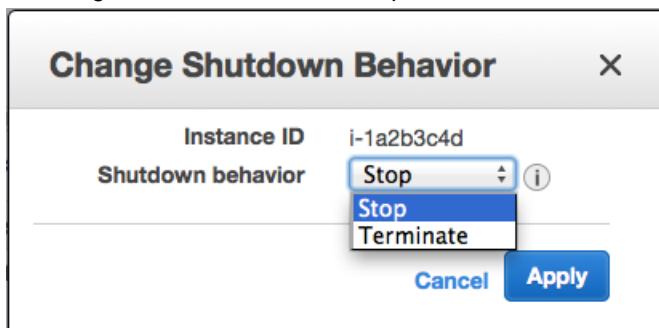 Change Shutdown Behavior
Instance ID i-1a2b3c4d
Shutdown behavior Stop
Stop
Terminate
Cancel Apply